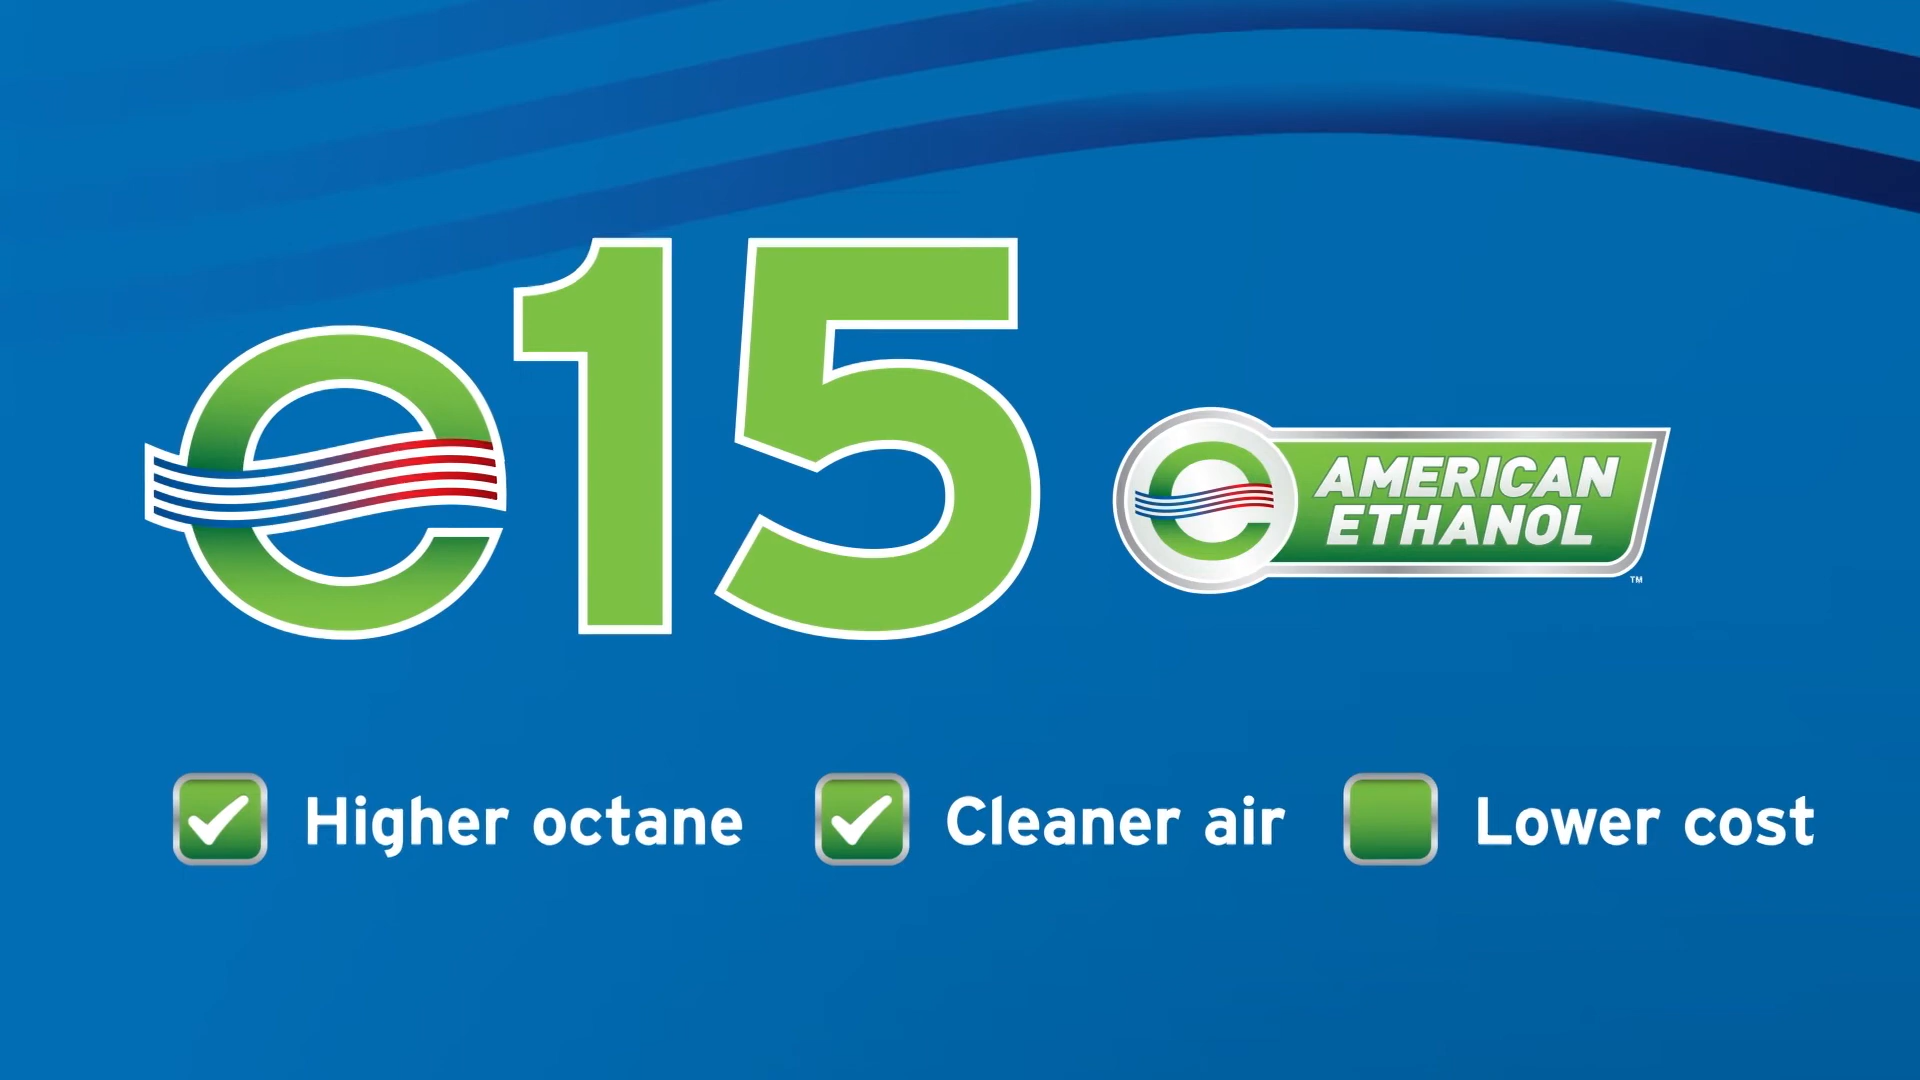 e15
AMERICAN
ETHANOL
™
Higher octane
Cleaner air
Lower cost